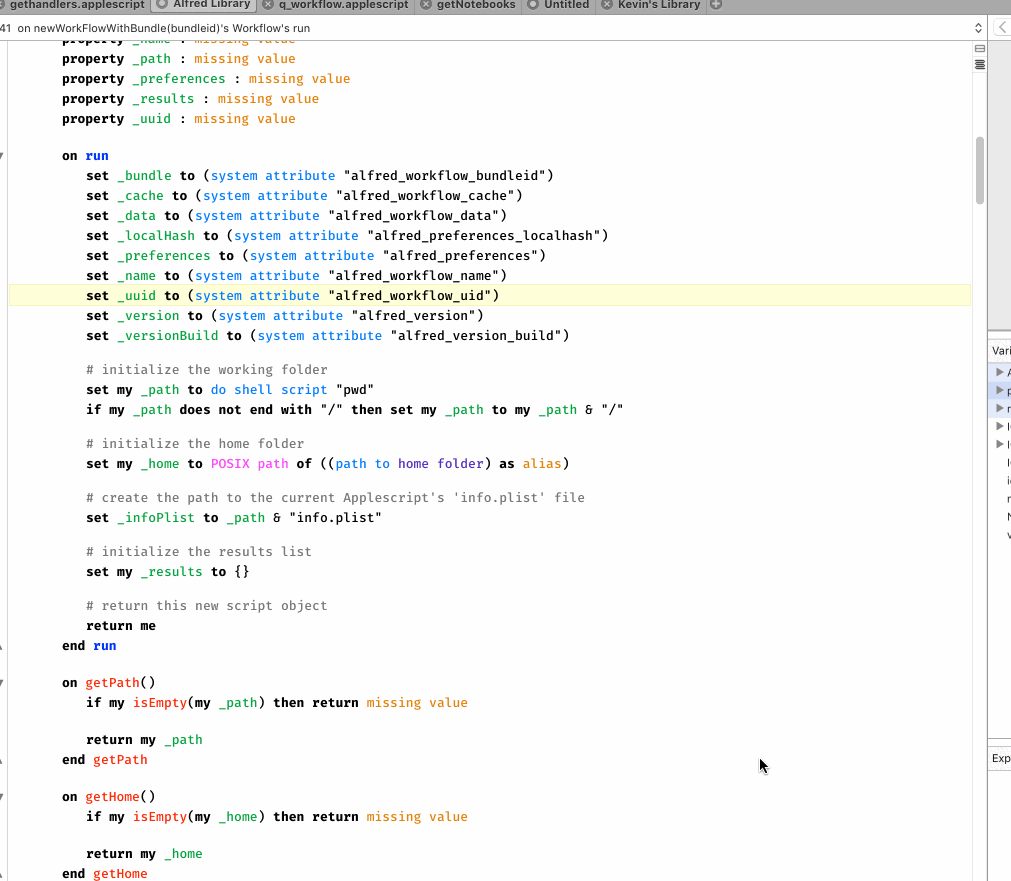 gethandlers.applescript Alfred Library q_workflow.applescript getNotebooks Untitled Kevin's Library
41 on newWorkFlowWithBundle(bundleid)'s Workflow's run
property _name : missing value
property _path : missing value
property _preferences : missing value
property _results : missing value
property _uuid : missing value
on run
set _bundle to (system attribute "alfred_workflow_bundleid")
set _cache to (system attribute "alfred_workflow_cache")
set _data to (system attribute "alfred_workflow_data")
set _localHash to (system attribute "alfred_preferences_localhash")
set _preferences to (system attribute "alfred_preferences")
set _name to (system attribute "alfred_workflow_name")
set _uuid to (system attribute "alfred_workflow_uid")
set _version to (system attribute "alfred_version")
set _versionBuild to (system attribute "alfred_version_build")
# initialize the working folder
set my _path to do shell script "pwd"
if my _path does not end with "/" then set my _path to my _path & "/"
# initialize the home folder
set my _home to POSIX path of ((path to home folder) as alias)
# create the path to the current Applescript's 'info.plist' file
set _infoPlist to _path & "info.plist"
# initialize the results list
set my _results to {}
# return this new script object
return me
end run
on getPath()
if my isEmpty(my _path) then return missing value
return my _path
end getPath
on getHome()
if my isEmpty(my _home) then return missing value
return my _home
end getHome
Vari
Exp